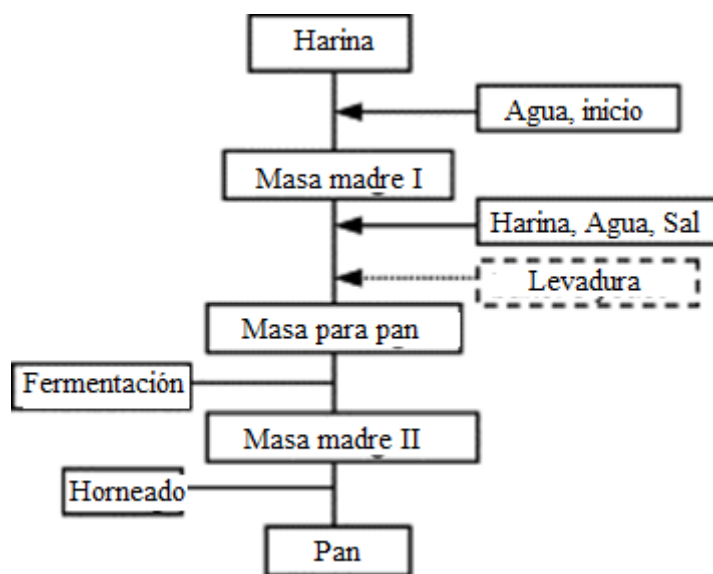 Harina
Agua, inicio
Masa madre I
Harina, Agua, Sal
Levadura
Masa para pan
Fermentación
Masa madre II
Horneado
Pan